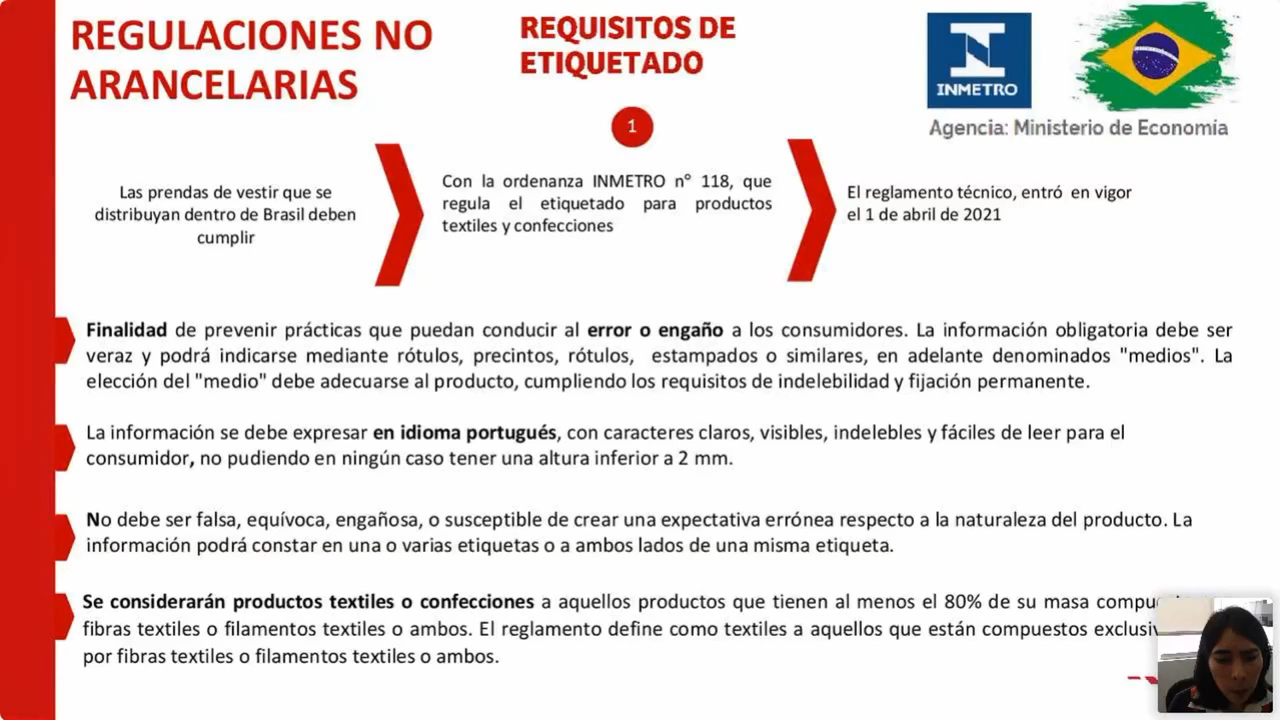 REGULACIONES NO
ARANCELARIAS
REQUISITOS DE
ETIQUETADO
INMETRO
Agencia: Ministerio de Economía
1
Las prendas de vestir que se
distribuyan dentro de Brasil deben
cumplir
Con la ordenanza INMETRO n° 118, que
regula el etiquetado para productos
textiles y confecciones
El reglamento técnico, entró en vigor
el 1 de abril de 2021
Finalidad de prevenir prácticas que puedan conducir al error o engaño a los consumidores. La información obligatoria debe ser
veraz y podrá indicarse mediante rótulos, precintos, rótulos, estampados o similares, en adelante denominados "medios". La
elección del "medio" debe adecuarse al producto, cumpliendo los requisitos de indelebilidad y fijación permanente.
La información se debe expresar en idioma portugués, con caracteres claros, visibles, indelebles y fáciles de leer para el
consumidor, no pudiendo en ningún caso tener una altura inferior a 2 mm.
No debe ser falsa, equívoca, engañosa, o susceptible de crear una expectativa errónea respecto a la naturaleza del producto. La
información podrá constar en una o varias etiquetas o a ambos lados de una misma etiqueta.
Se considerarán productos textiles o confecciones a aquellos productos que tienen al menos el 80% de su masa
fibras textiles o filamentos textiles o ambos. El reglamento define como textiles a aquellos que están compuestos
por fibras textiles o filamentos textiles o ambos.